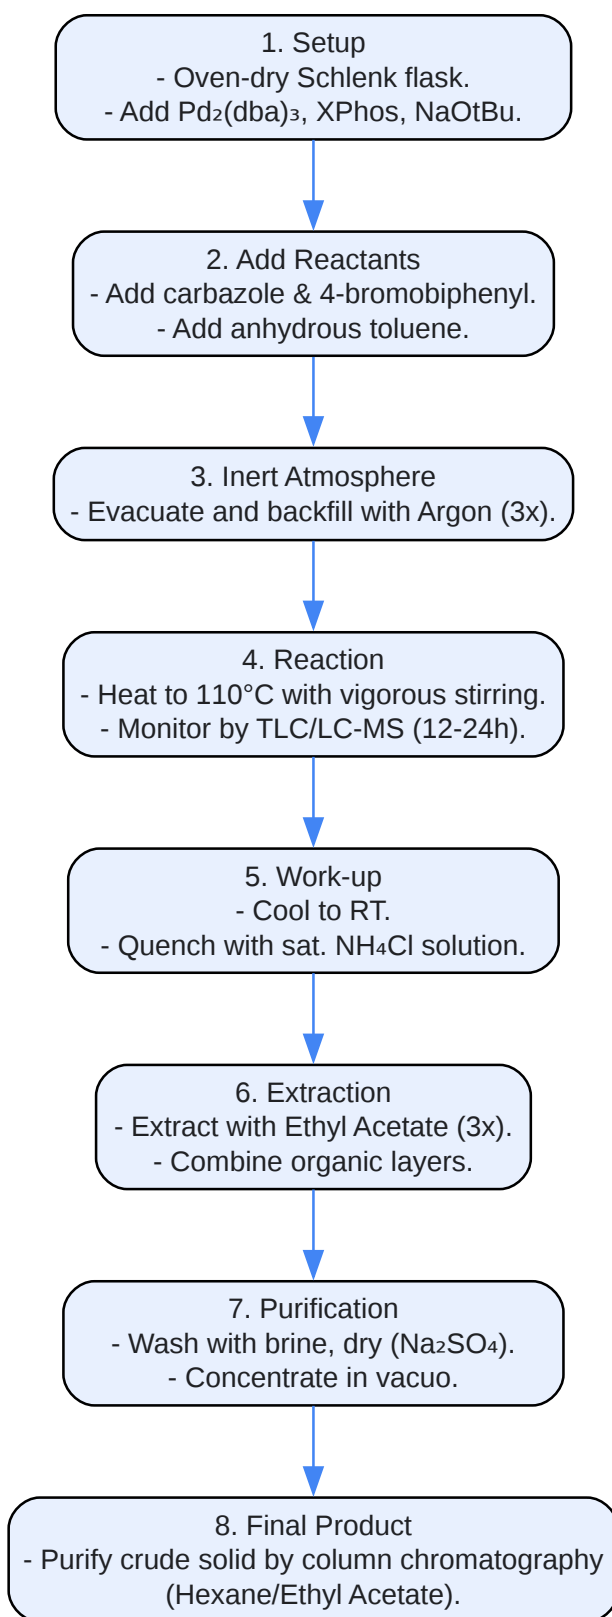 1. Setup
- Oven-dry Schlenk flask.
- Add Pd₂(dba)₃, XPhos, NaOtBu.
2. Add Reactants
- Add carbazole & 4-bromobiphenyl.
- Add anhydrous toluene.
3. Inert Atmosphere
- Evacuate and backfill with Argon (3x).
4. Reaction
- Heat to 110°C with vigorous stirring.
- Monitor by TLC/LC-MS (12-24h).
5. Work-up
- Cool to RT.
- Quench with sat. NH₄Cl solution.
6. Extraction
- Extract with Ethyl Acetate (3x).
- Combine organic layers.
7. Purification
- Wash with brine, dry (Na₂SO₄).
- Concentrate in vacuo.
8. Final Product
- Purify crude solid by column chromatography
(Hexane/Ethyl Acetate).